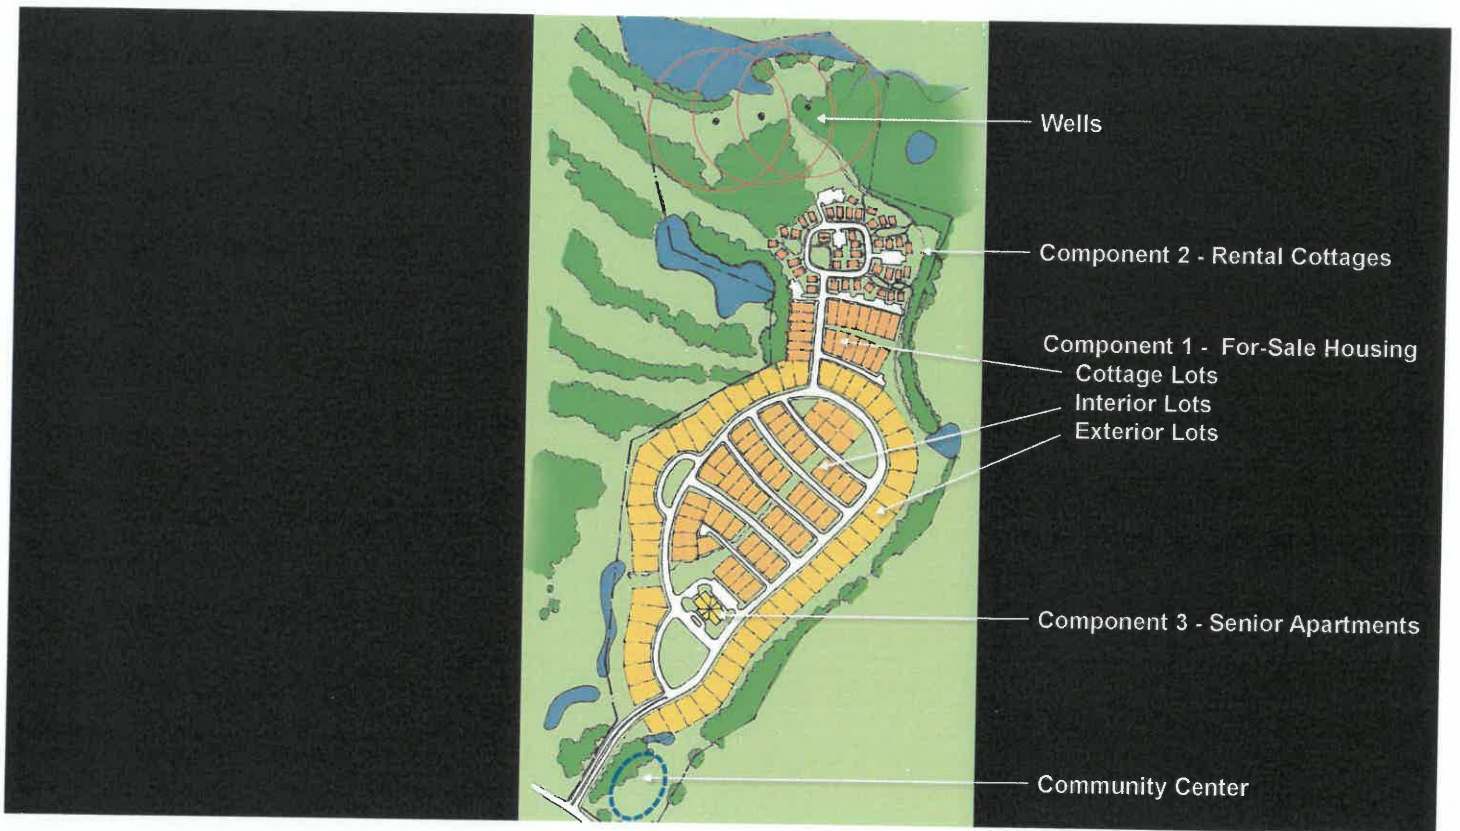 Wells
Component 2 - Rental Cottages
Component 1 - For-Sale Housing
Cottage Lots
Interior Lots
Exterior Lots
Component 3 - Senior Apartments
Community Center